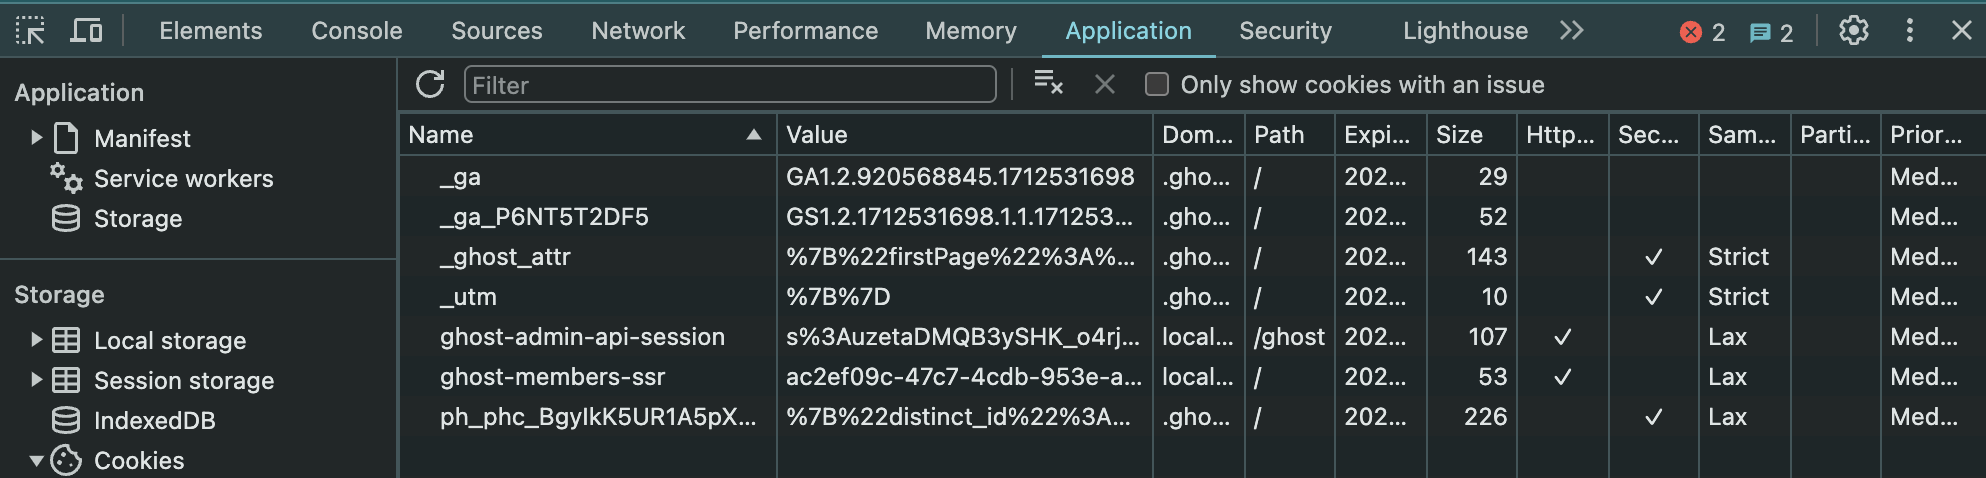 Elements Console Sources Network Performance Memory Application Security Lighthouse 2 2
Application
Manifest
Service workers
Storage
Storage
Local storage
Session storage
IndexedDB
Cookies
Filter Only show cookies with an issue
Name Value Dom... Path Expi... Size Http... Sec... Sam... Parti... Prior...
_ga GA1.2.920568845.1712531698 .gho... / 202... 29 Med...
_ga_P6NT5T2DF5 GS1.2.1712531698.1.1.171253... .gho... / 202... 52 Med...
_ghost_attr %7B%22firstPage%22%3A%... .gho... / 202... 143 ✓ Strict Med...
_utm %7B%7D .gho... / 202... 10 ✓ Strict Med...
ghost-admin-api-session s%3AuzetaDMQB3ySHK_o4rj... local... /ghost 202... 107 ✓ Lax Med...
ghost-members-ssr ac2ef09c-47c7-4cdb-953e-a... local... / 202... 53 ✓ Lax Med...
ph_phc_BgyIkK5UR1A5pX... %7B%22distinct_id%22%3A... .gho... / 202... 226 ✓ Lax Med...